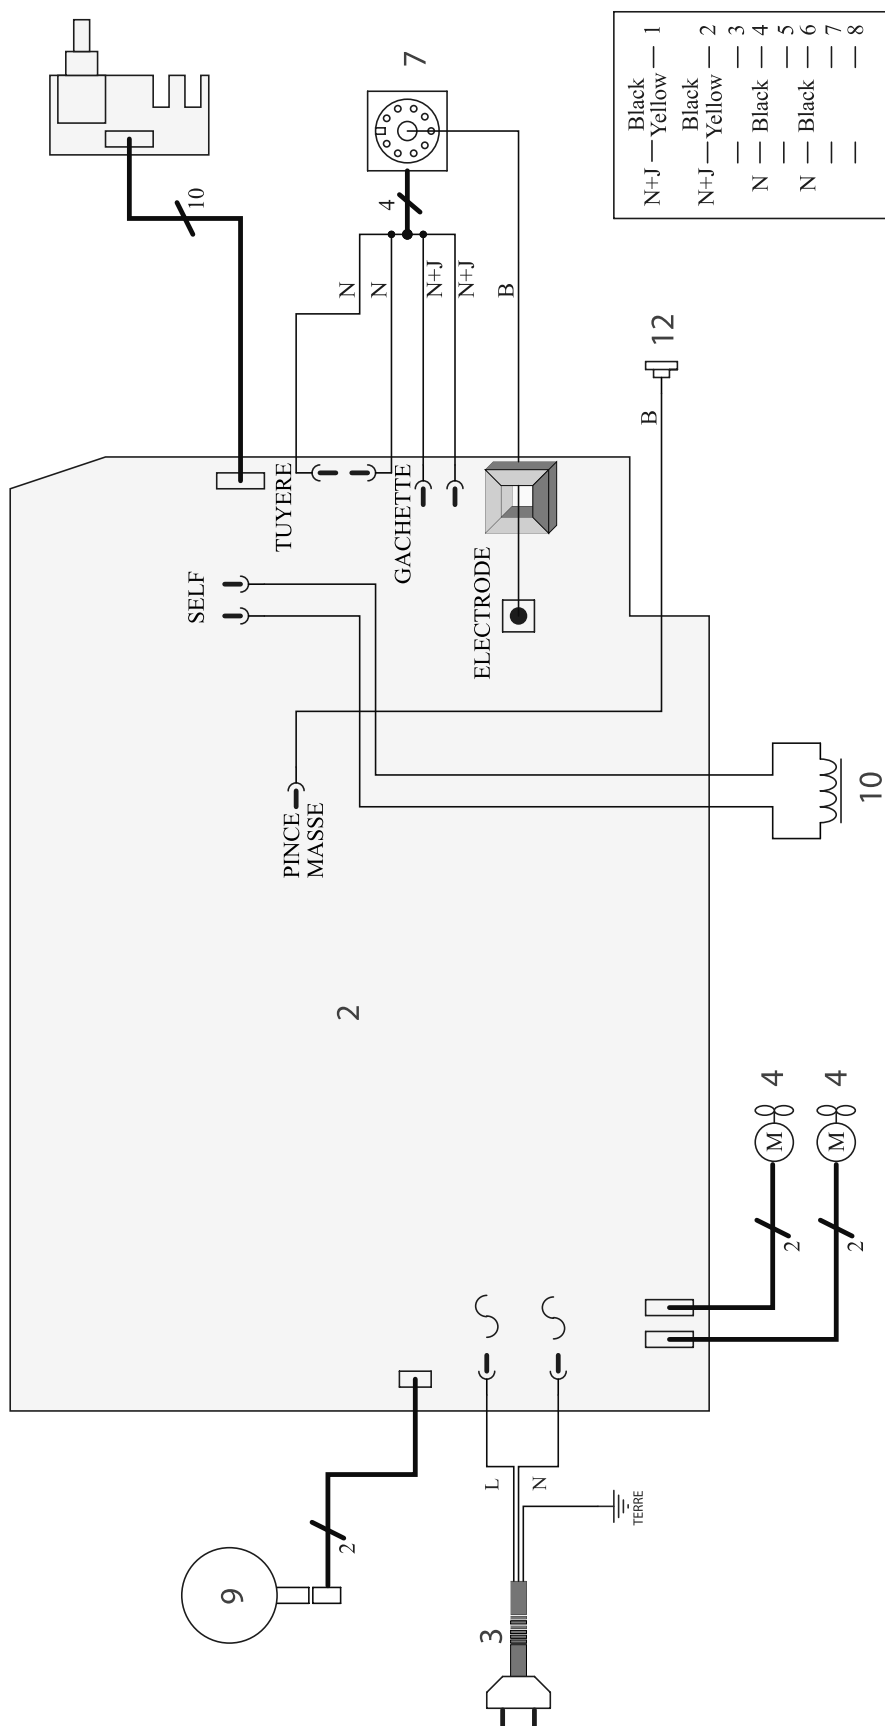 SELF
10
9
TUYERE
PINCE
MASSE
2
2
N
N
4
GACHETTE
7
N+J
N+J
ELECTRODE
3
L
B
N
TERRE
B
12
Black
N+J — Yellow — 1
Black
N+J — Yellow — 2
— — 3
N — Black — 4
— — 5
N — Black — 6
— — 7
— — 8
M 4
2
M 4
2
10